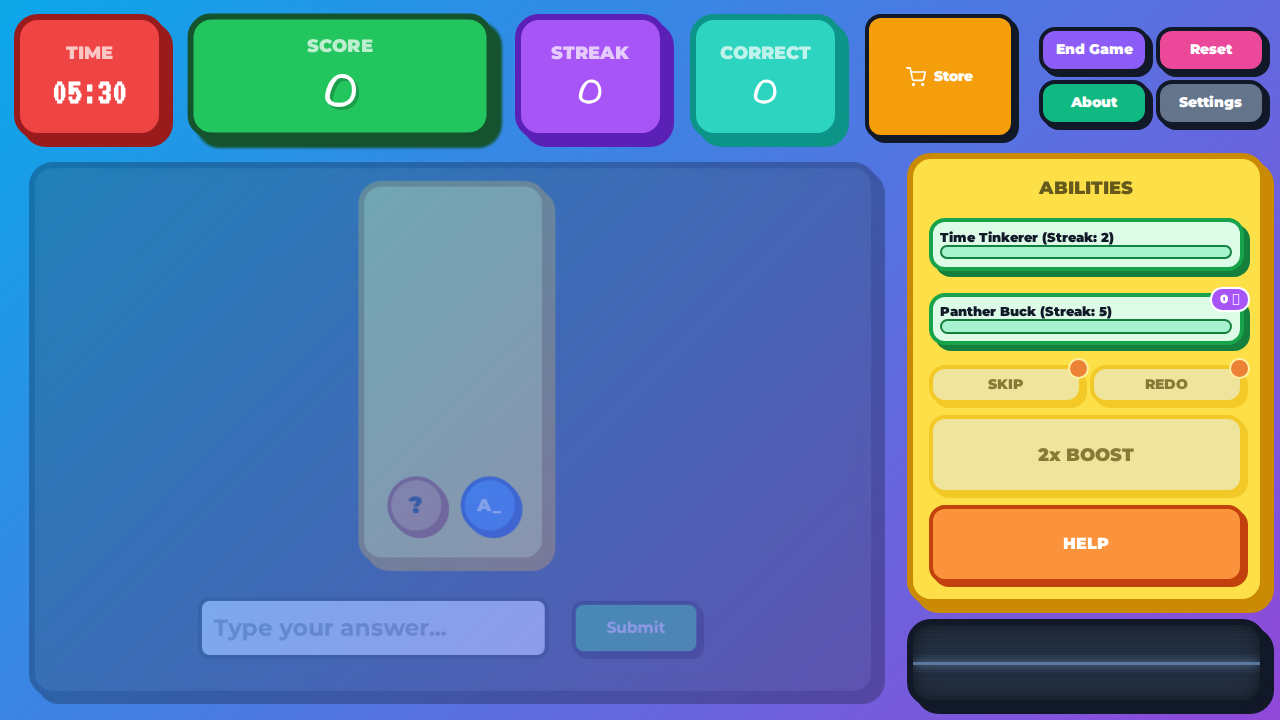 TIME
05:30
SCORE
0
STREAK
0
CORRECT
0
Store
End Game
Reset
About
Settings
ABILITIES
Time Tinkerer (Streak: 2)
0
Panther Buck (Streak: 5)
SKIP
REDO
2x BOOST
HELP
?
A_
Type your answer...
Submit